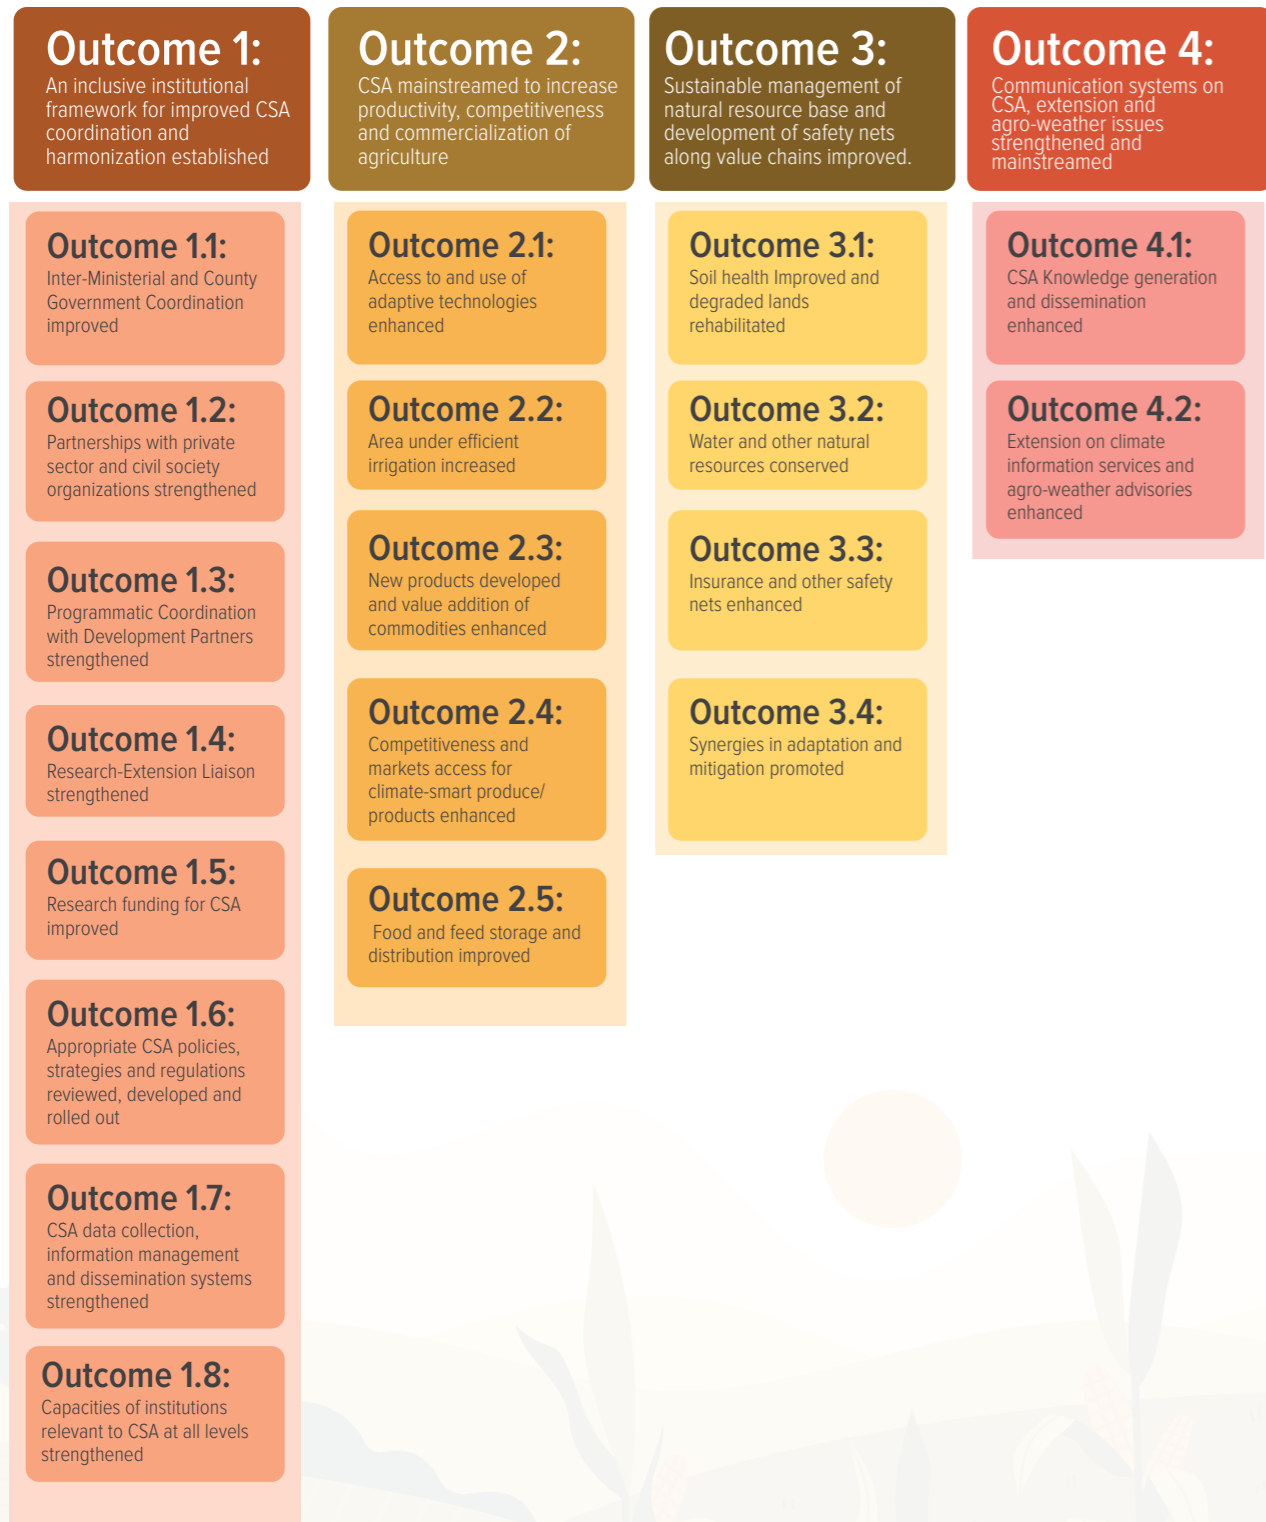 Outcome 1:
An inclusive institutional
framework for improved CSA
coordination and
harmonization established
Outcome 2:
CSA mainstreamed to increase
productivity, competitiveness
and commercialization of
agriculture
Outcome 3:
Sustainable management of
natural resource base and
development of safety nets
along value chains improved.
Outcome 4:
Communication systems on
CSA, extension and
agro-weather issues
strengthened and
mainstreamed
Outcome 1.1:
Inter-Ministerial and County
Government Coordination
improved
Outcome 1.2:
Partnerships with private
sector and civil society
organizations strengthened
Outcome 1.3:
Programmatic Coordination
with Development Partners
strengthened
Outcome 1.4:
Research-Extension Liaison
strengthened
Outcome 1.5:
Research funding for CSA
improved
Outcome 1.6:
Appropriate CSA policies,
strategies and regulations
reviewed, developed and
rolled out
Outcome 1.7:
CSA data collection,
information management
and dissemination systems
strengthened
Outcome 1.8:
Capacities of institutions
relevant to CSA at all levels
strengthened
Outcome 2.1:
Access to and use of
adaptive technologies
enhanced
Outcome 2.2:
Area under efficient
irrigation increased
Outcome 2.3:
New products developed
and value addition of
commodities enhanced
Outcome 2.4:
Competitiveness and
markets access for
climate-smart produce/
products enhanced
Outcome 2.5:
Food and feed storage and
distribution improved
Outcome 3.1:
Soil health Improved and
degraded lands
rehabilitated
Outcome 3.2:
Water and other natural
resources conserved
Outcome 3.3:
Insurance and other safety
nets enhanced
Outcome 3.4:
Synergies in adaptation and
mitigation promoted
Outcome 4.1:
CSA Knowledge generation
and dissemination
enhanced
Outcome 4.2:
Extension on climate
information services and
agro-weather advisories
enhanced